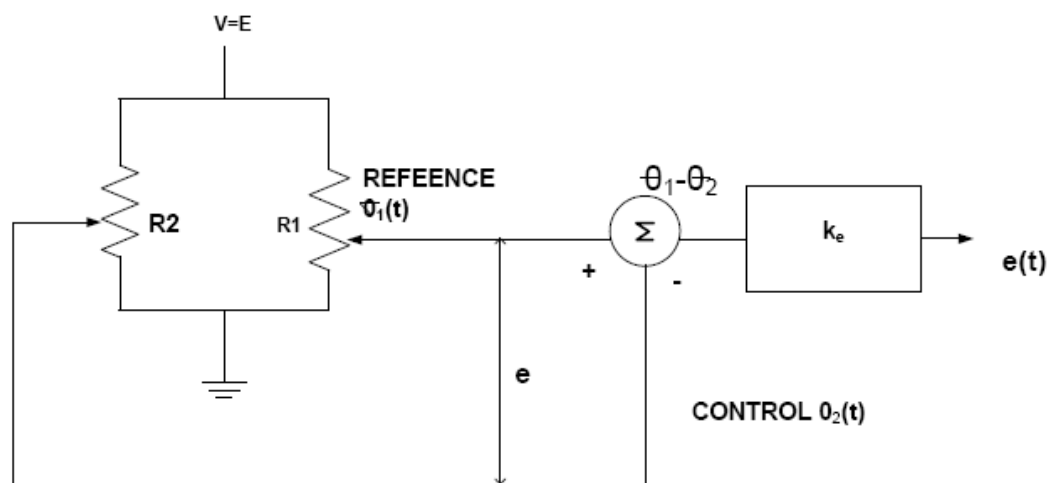 V=E
REFEENCE
θ₁(t)
θ₁-θ₂
R2
R1
Σ
kₑ
+
-
e(t)
e
CONTROL 0₂(t)